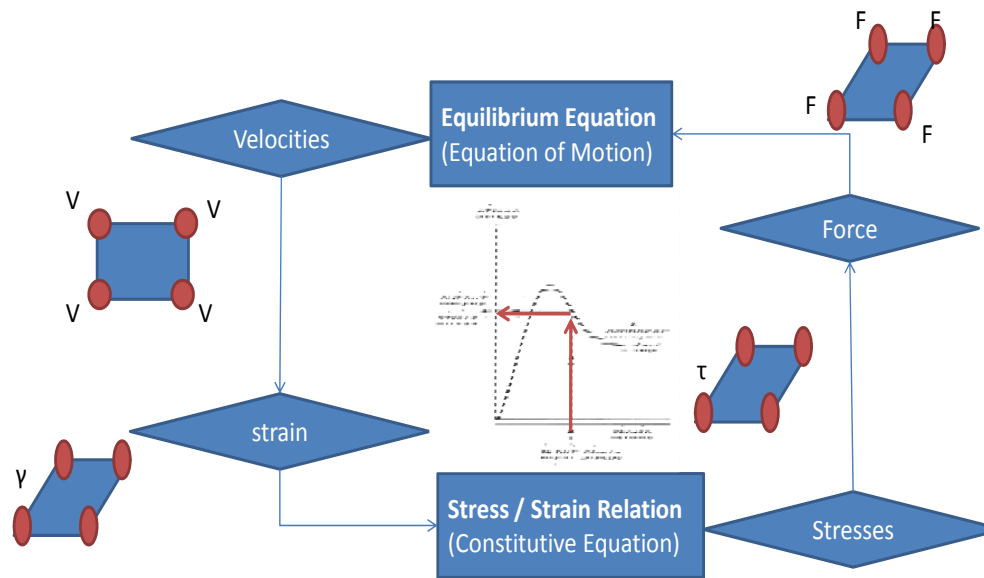 F F
Equilibrium Equation
(Equation of Motion)
Velocities
F
F
V
V
Force
V
V
τ
strain
γ
Stress / Strain Relation
(Constitutive Equation)
Stresses